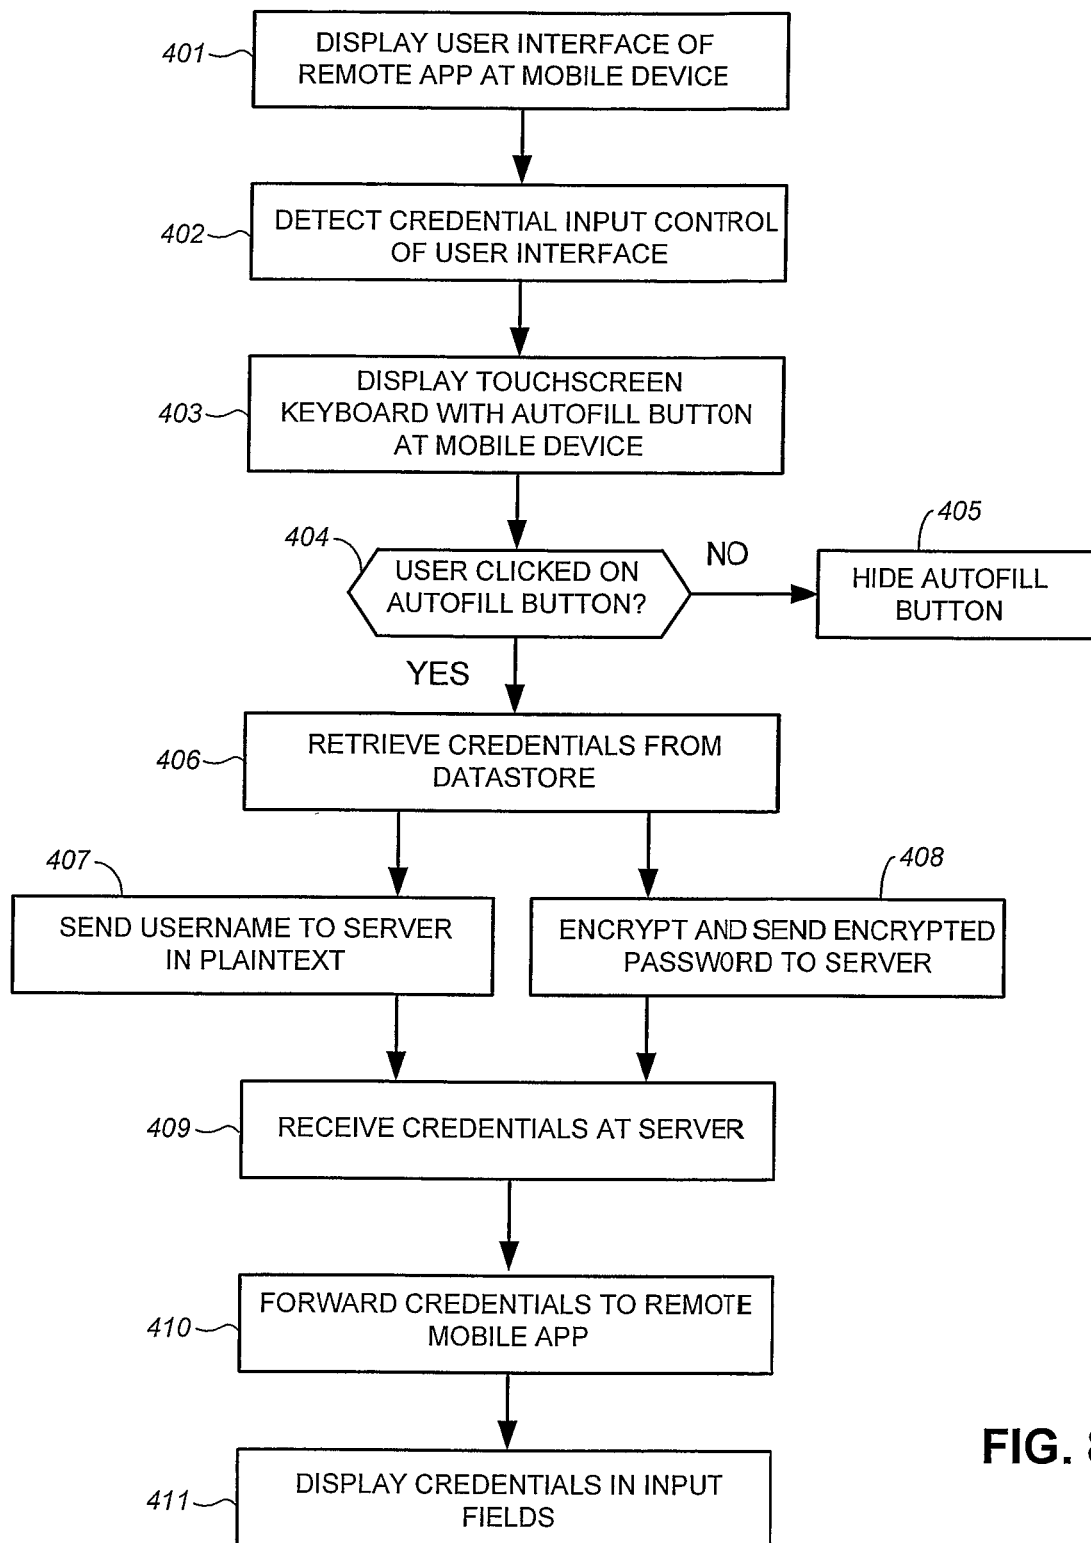 401
DISPLAY USER INTERFACE OF
REMOTE APP AT MOBILE DEVICE
402
DETECT CREDENTIAL INPUT CONTROL
OF USER INTERFACE
403
DISPLAY TOUCHSCREEN
KEYBOARD WITH AUTOFILL BUTTON
AT MOBILE DEVICE
404
USER CLICKED ON
AUTOFILL BUTTON?
NO
405
HIDE AUTOFILL
BUTTON
YES
406
RETRIEVE CREDENTIALS FROM
DATASTORE
407
SEND USERNAME TO SERVER
IN PLAINTEXT
408
ENCRYPT AND SEND ENCRYPTED
PASSWORD TO SERVER
409
RECEIVE CREDENTIALS AT SERVER
410
FORWARD CREDENTIALS TO REMOTE
MOBILE APP
411
DISPLAY CREDENTIALS IN INPUT
FIELDS
FIG. 8